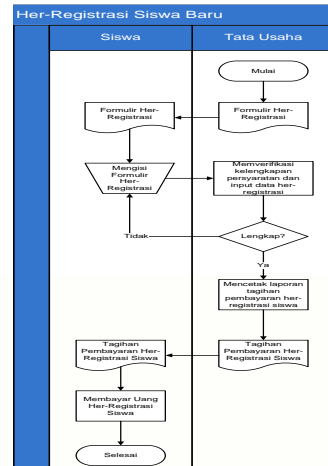 Her-Registrasi Siswa Baru
Siswa
Tata Usaha
Mulai
Formulir Her-
Registrasi
Formulir Her-
Registrasi
Mengisi
Formulir
Her-
Registrasi
Memverifikasi
kelengkapan
persyaratan dan
input data her-
registrasi
Tidak
Lengkap?
Ya
Mencetak laporan
tagihan
pembayaran her-
registrasi siswa
Tagihan
Pembayaran Her-
Registrasi Siswa
Tagihan
Pembayaran Her-
Registrasi Siswa
Membayar Uang
Her-Registrasi
Siswa
Selesai